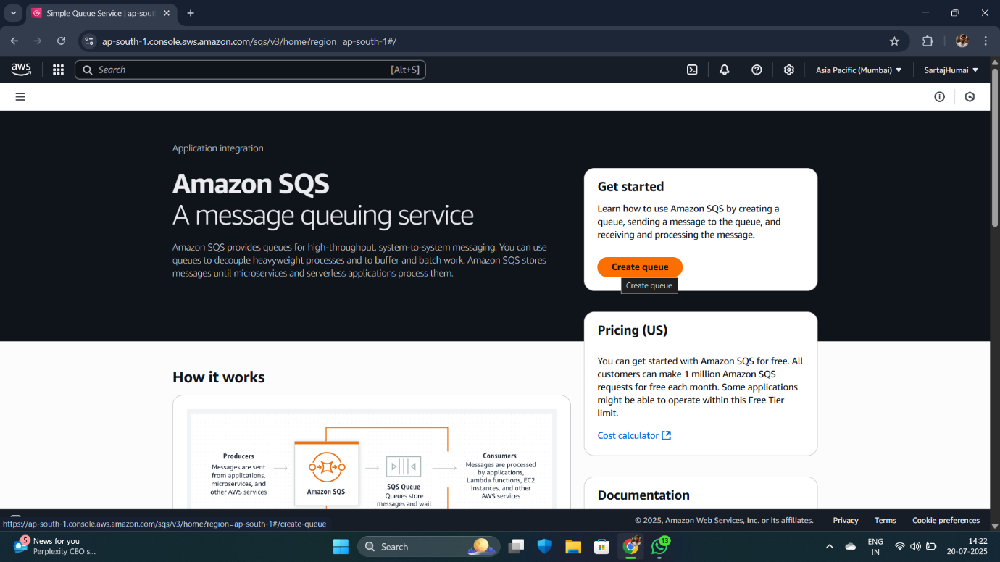 Simple Queue Service | ap-sout
ap-south-1.console.aws.amazon.com/sqs/v3/home?region=ap-south-1#/
aws
Search
[Alt+S]
Asia Pacific (Mumbai)
SartajHumai
Application integration
Amazon SQS
A message queuing service
Amazon SQS provides queues for high-throughput, system-to-system messaging. You can use
queues to decouple heavyweight processes and to buffer and batch work. Amazon SQS stores
messages until microservices and serverless applications process them.
Get started
Learn how to use Amazon SQS by creating a
queue, sending a message to the queue, and
receiving and processing the message.
Create queue
Create queue
Pricing (US)
You can get started with Amazon SQS for free. All
customers can make 1 million Amazon SQS
requests for free each month. Some applications
might be able to operate within this Free Tier
limit.
Cost calculator
How it works
Producers
Messages are sent
from applications,
microservices, and
other AWS services
Amazon SQS
SQS Queue
Queues store
messages and wait
Consumers
Messages are processed
by applications,
Lambda functions, EC2
Instances, and other
AWS services
Documentation
https://ap-south-1.console.aws.amazon.com/sqs/v3/home?region=ap-south-1#/create-queue
© 2025, Amazon Web Services, Inc. or its affiliates.
Privacy
Terms
Cookie preferences
5
News for you
Perplexity CEO s...
Search
13
ENG
IN
14:22
20-07-2025